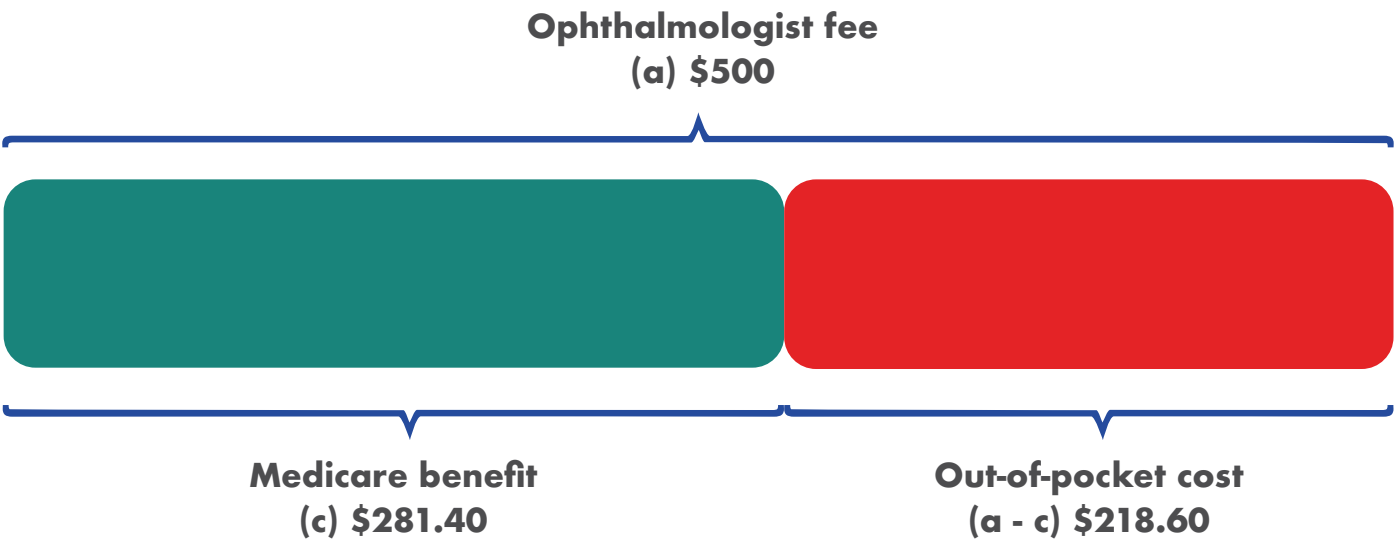 Ophthalmologist fee
(a) $500
Medicare benefit
(c) $281.40
Out-of-pocket cost
(a - c) $218.60